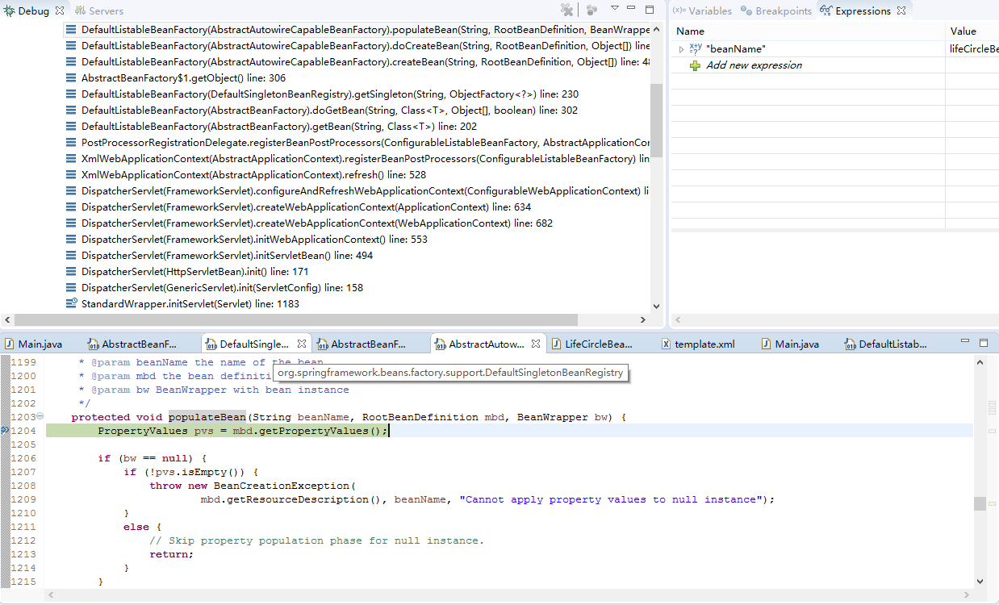 Debug Servers
DefaultListableBeanFactory(AbstractAutowireCapableBeanFactory).populateBean(String, RootBeanDefinition, BeanWrappe
DefaultListableBeanFactory(AbstractAutowireCapableBeanFactory).doCreateBean(String, RootBeanDefinition, Object[]) line
DefaultListableBeanFactory(AbstractAutowireCapableBeanFactory).createBean(String, RootBeanDefinition, Object[]) line: 48
AbstractBeanFactory$1.getObject() line: 306
DefaultListableBeanFactory(DefaultSingletonBeanRegistry).getSingleton(String, ObjectFactory<?>) line: 230
DefaultListableBeanFactory(AbstractBeanFactory).doGetBean(String, Class<T>, Object[], boolean) line: 302
DefaultListableBeanFactory(AbstractBeanFactory).getBean(String, Class<T>) line: 202
PostProcessorRegistrationDelegate.registerBeanPostProcessors(ConfigurableListableBeanFactory, AbstractApplicationCon
XmlWebApplicationContext(AbstractApplicationContext).registerBeanPostProcessors(ConfigurableListableBeanFactory) lin
XmlWebApplicationContext(AbstractApplicationContext).refresh() line: 528
DispatcherServlet(FrameworkServlet).configureAndRefreshWebApplicationContext(ConfigurableWebApplicationContext) li
DispatcherServlet(FrameworkServlet).createWebApplicationContext(ApplicationContext) line: 634
DispatcherServlet(FrameworkServlet).createWebApplicationContext(WebApplicationContext) line: 682
DispatcherServlet(FrameworkServlet).initWebApplicationContext() line: 553
DispatcherServlet(FrameworkServlet).initServletBean() line: 494
DispatcherServlet(HttpServletBean).init() line: 171
DispatcherServlet(GenericServlet).init(ServletConfig) line: 158
StandardWrapper.initServlet(Servlet) line: 1183
(x)= Variables Breakpoints Expressions
Name Value
"beanName" lifeCircleBe
Add new expression
Main.java AbstractBeanF... DefaultSingle... AbstractBeanF... AbstractAutow... LifeCircleBea... template.xml Main.java DefaultListab...
1199 * @param beanName the name of the bean
1200 * @param mbd the bean definiti
org.springframework.beans.factory.support.DefaultSingletonBeanRegistry
1201 * @param bw BeanWrapper with bean instance
1202 */
1203 protected void populateBean(String beanName, RootBeanDefinition mbd, BeanWrapper bw) {
1204 PropertyValues pvs = mbd.getPropertyValues();
1205
1206 if (bw == null) {
1207 if (!pvs.isEmpty()) {
1208 throw new BeanCreationException(
1209 mbd.getResourceDescription(), beanName, "Cannot apply property values to null instance");
1210 }
1211 else {
1212 // Skip property population phase for null instance.
1213 return;
1214 }
1215 }